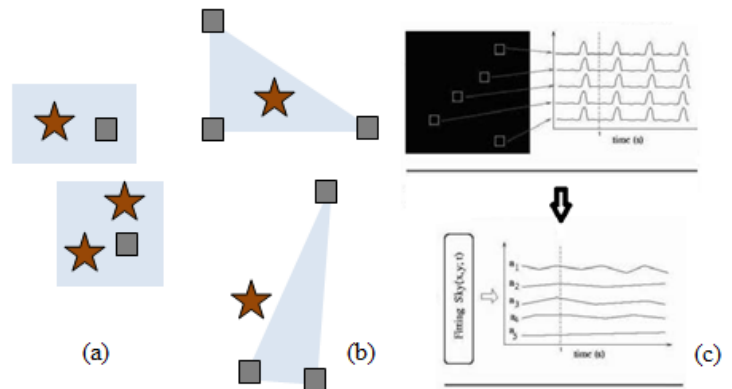 time (s)
t
Fitting Sky(x,y; t)
a1
a2
a3
a4
a5
time (s)
(a)
(b)
(c)